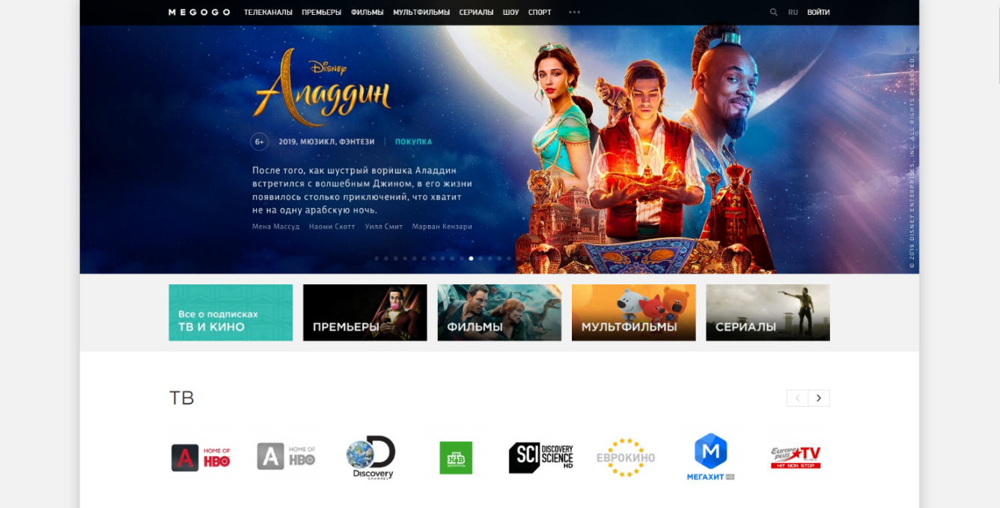 MEGOGO ТЕЛЕКАНАЛЫ ПРЕМЬЕРЫ ФИЛЬМЫ МУЛЬТФИЛЬМЫ СЕРИАЛЫ ШОУ СПОРТ ••• RU ВОЙТИ
Disney
Аладдин
6+ 2019, МЮЗИКЛ, ФЭНТЕЗИ | ПОКУПКА
После того, как шустрый воришка Аладдин
встретился с волшебным Джином, в его жизни
появилось столько приключений, что хватит
не на одну арабскую ночь.
Мена Массуд Наоми Скотт Уилл Смит Марван Кензари
© 2019 DISNEY ENTERPRISES, INC. ALL RIGHTS RESERVED.
Все о подписках
ТВ И КИНО
ПРЕМЬЕРЫ
ФИЛЬМЫ
МУЛЬТФИЛЬМЫ
СЕРИАЛЫ
ТВ
A HOME OF
HBO
A HOME OF
HBO
D
Discovery
CHANNEL
НТВ
БЕЛАРУСЬ
SCI DISCOVERY
SCIENCE
HD
ЕВРОКИНО
М
МЕГАХИТ HD
Europa
plus TV
HIT NON STOP